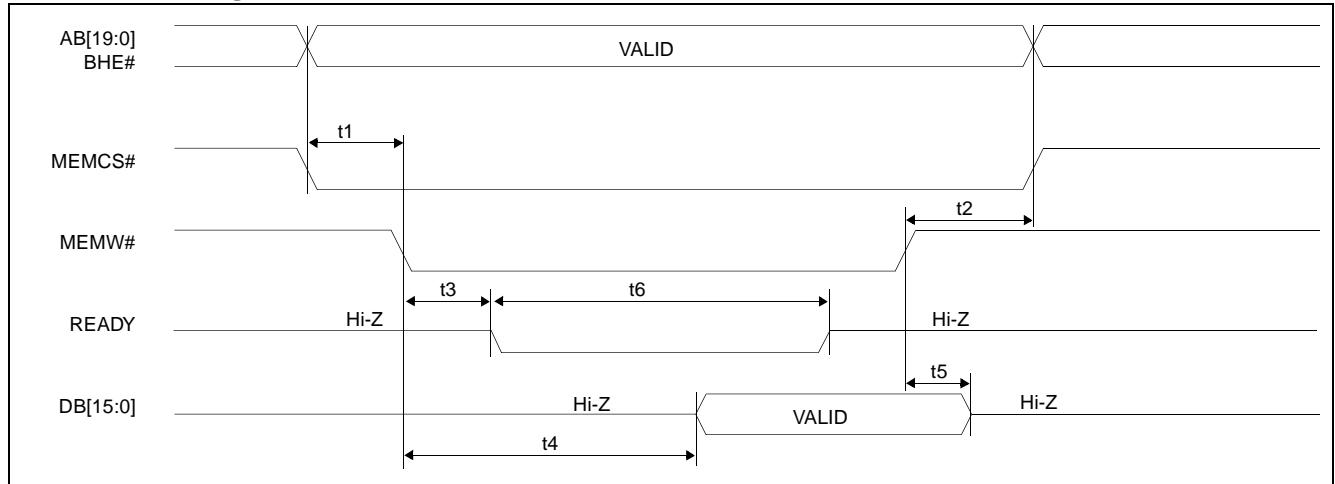 AB[19:0]
BHE#
VALID
t1
MEMCS#
t2
MEMW#
t3
t6
READY
Hi-Z
Hi-Z
t5
DB[15:0]
Hi-Z
VALID
Hi-Z
t4